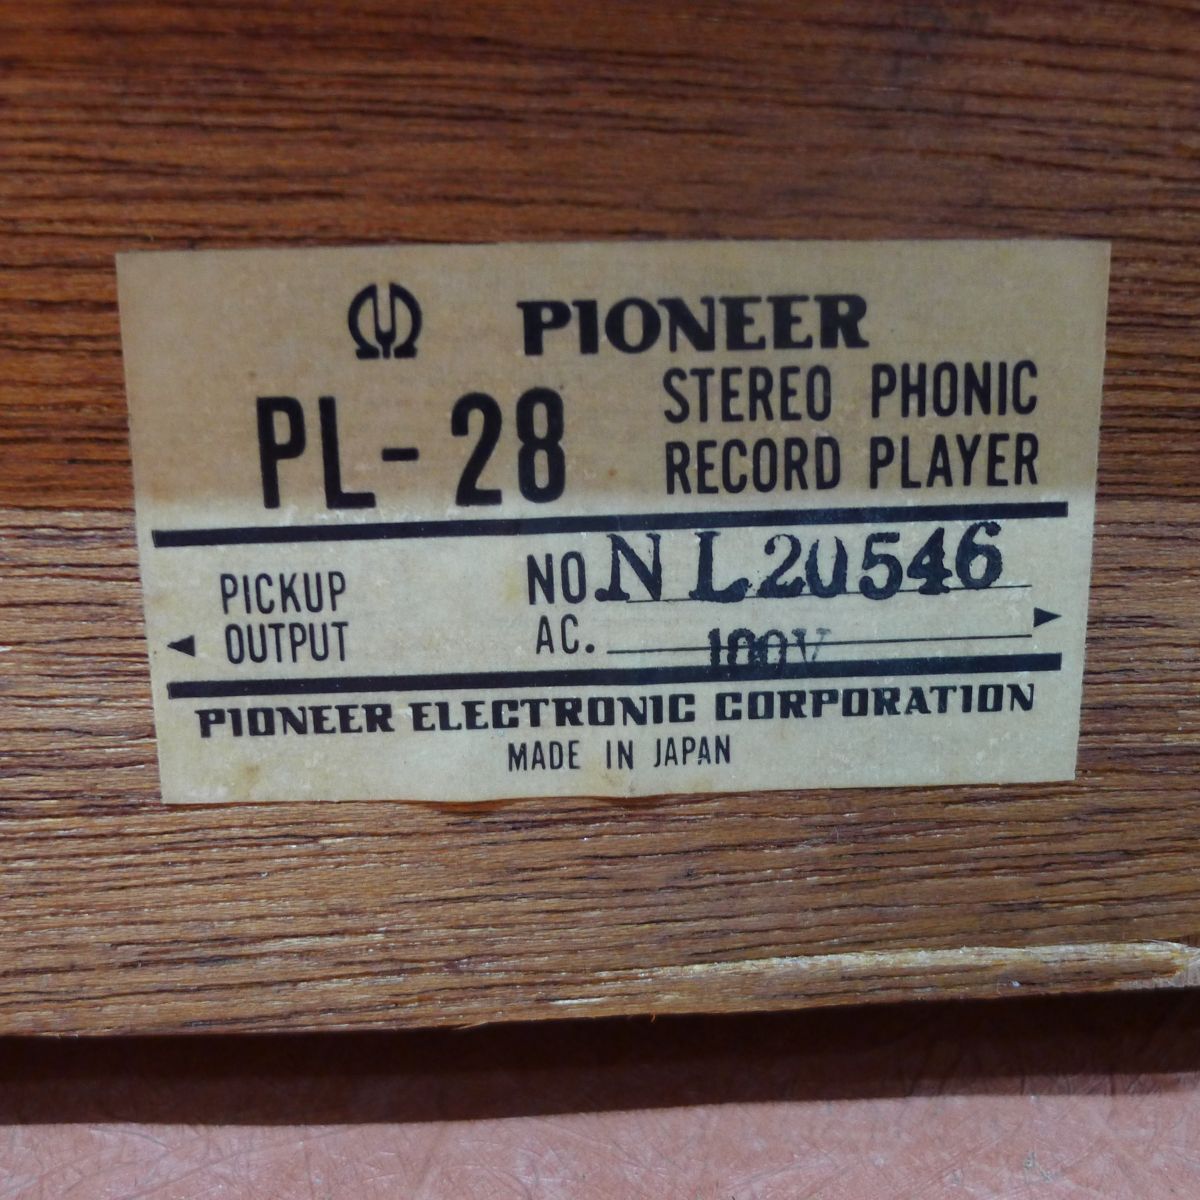 PIONEER
PL-28
STEREO PHONIC
RECORD PLAYER
PICKUP
OUTPUT
NO. NL20546
AC. 100V
PIONEER ELECTRONIC CORPORATION
MADE IN JAPAN